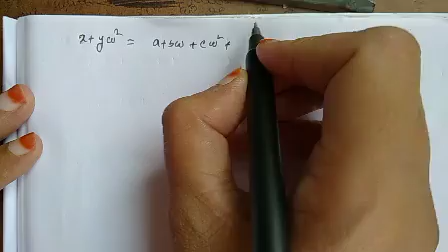 x + yω² = a + bω + cω² +